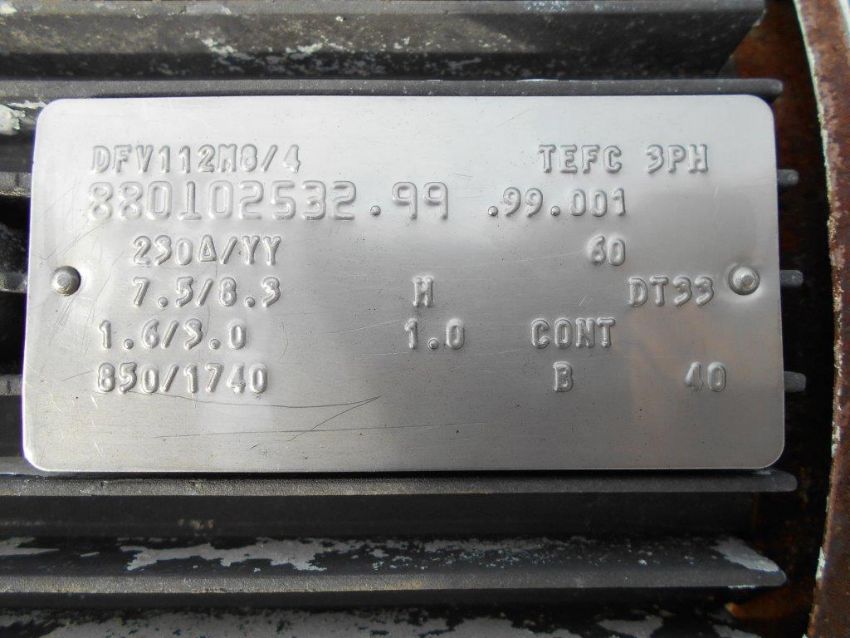 DFV112M8/4 TEFC 3PH
880102532.99 .99.001
230Δ/YY 60
7.5/8.3 H DT33
1.6/3.0 1.0 CONT
850/1740 B 40